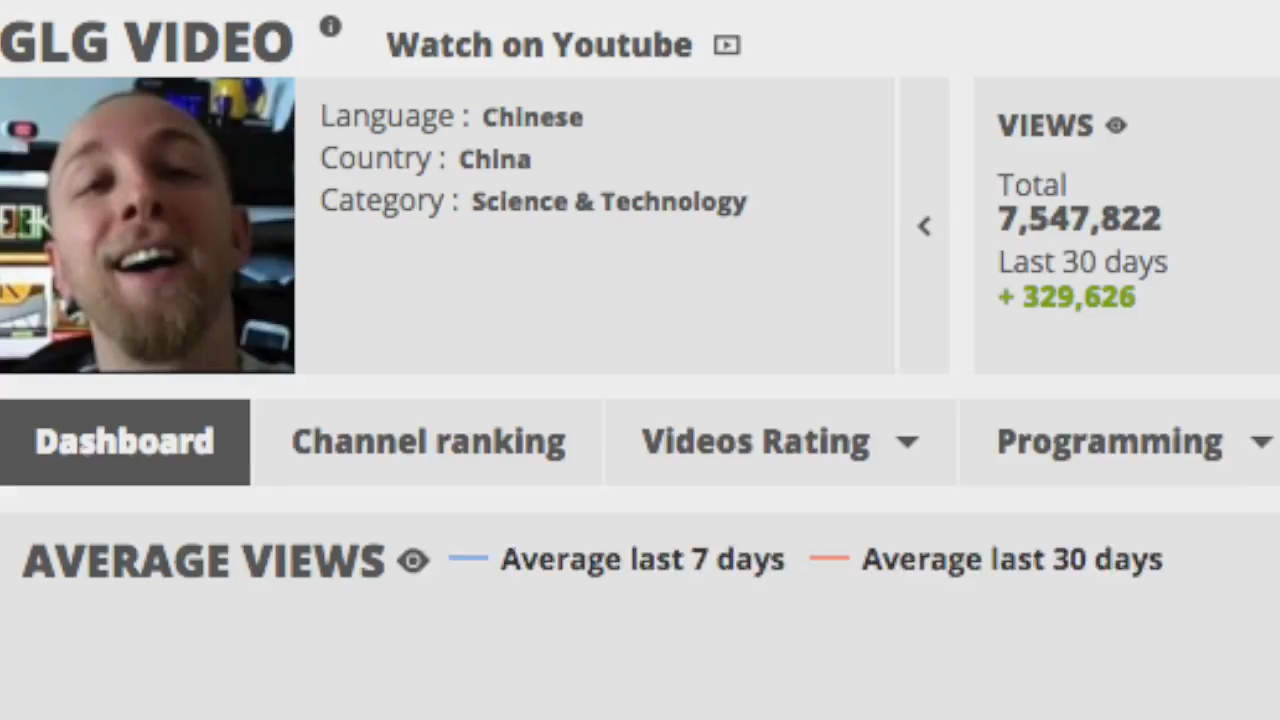 GLG VIDEO
Watch on Youtube
Language : Chinese
Country : China
Category : Science & Technology
VIEWS
Total
7,547,822
Last 30 days
+ 329,626
Dashboard
Channel ranking
Videos Rating
Programming
AVERAGE VIEWS
Average last 7 days
Average last 30 days